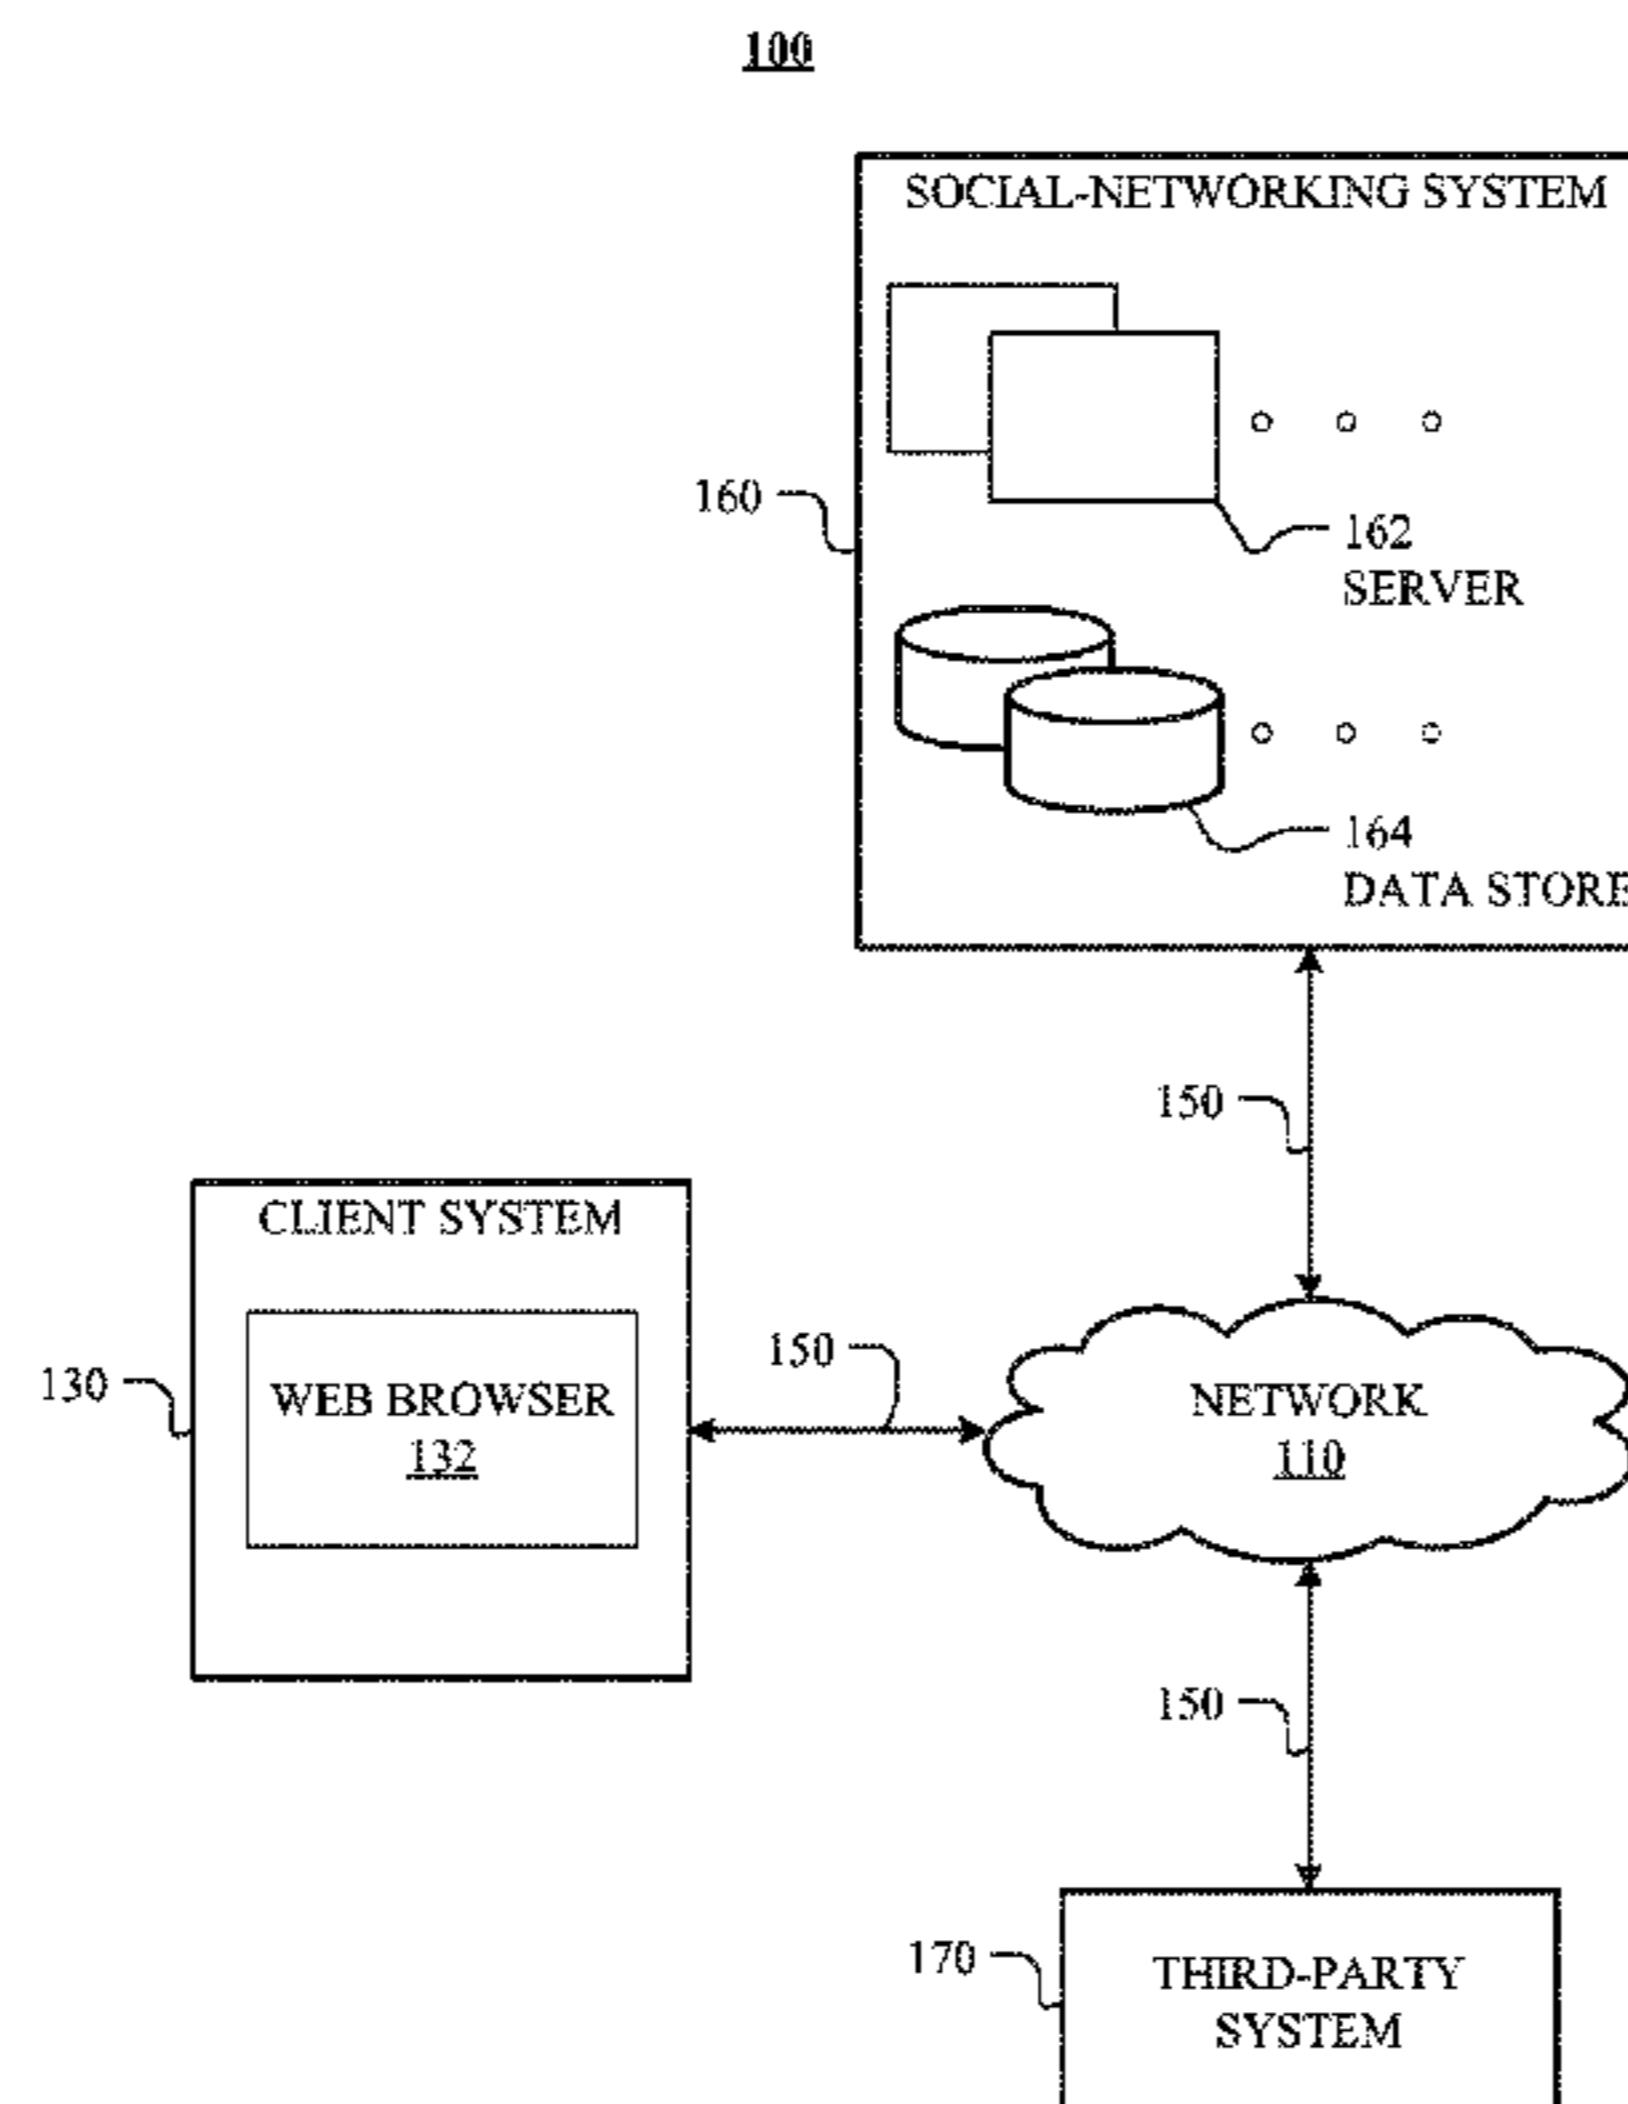 100
SOCIAL-NETWORKING SYSTEM
160
162
SERVER
164
DATA STORE
150
CLIENT SYSTEM
130
WEB BROWSER
132
150
NETWORK
110
150
170
THIRD-PARTY
SYSTEM